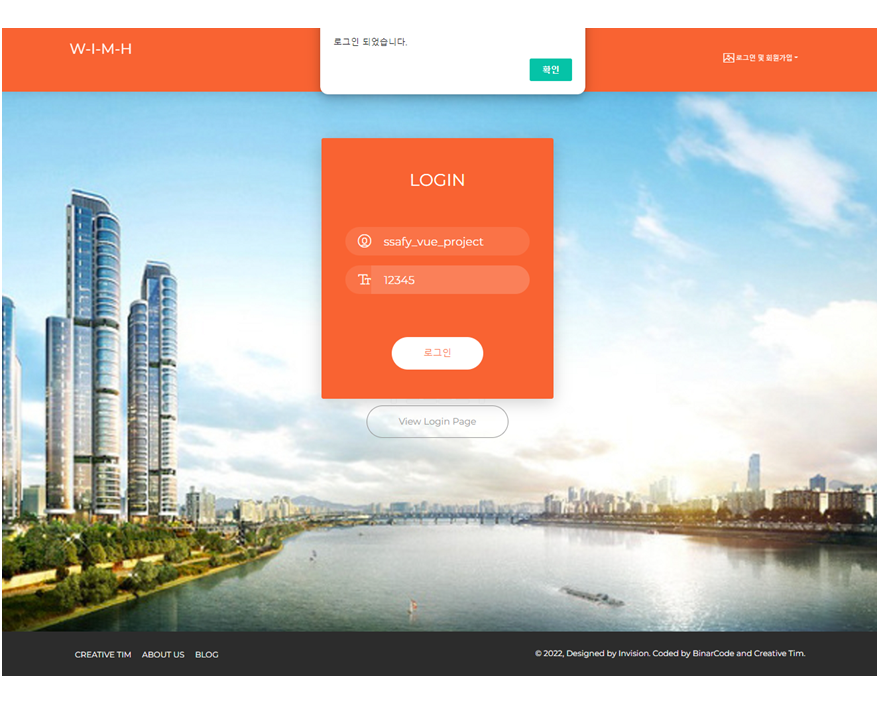 W-I-M-H
로그인 되었습니다.
확인
로그인 및 회원가입
LOGIN
ssafy_vue_project
12345
로그인
View Login Page
CREATIVE TIM ABOUT US BLOG
© 2022, Designed by Invision. Coded by BinarCode and Creative Tim.